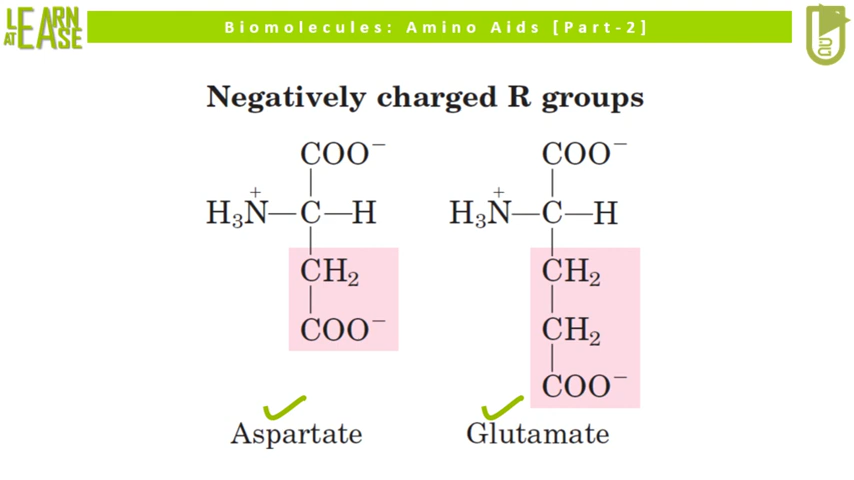 LEARN
AT EASE
Biomolecules: Amino Aids [Part-2]
Negatively charged R groups
COO⁻ COO⁻
H₃N⁺—C—H H₃N⁺—C—H
CH₂ CH₂
COO⁻ CH₂
COO⁻
Aspartate Glutamate